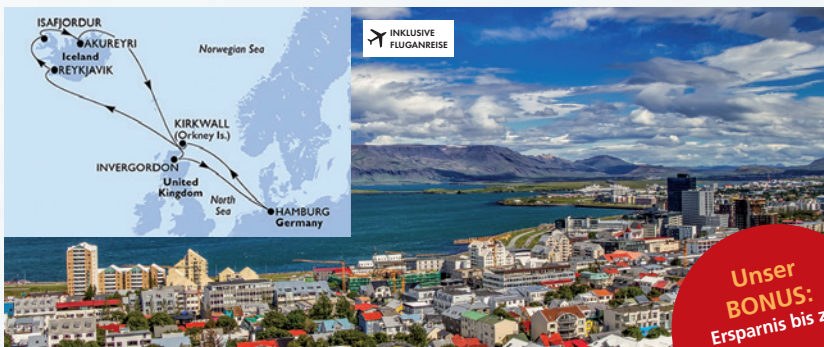 ISAFJORDUR
AKUREYRI
Iceland
REYKJAVIK
Norwegian Sea
KIRKWALL
(Orkney Is.)
INVERGORDON
United
Kingdom
North
Sea
HAMBURG
Germany
INKLUSIVE
FLUGANREISE
Unser
BONUS:
Ersparnis bis